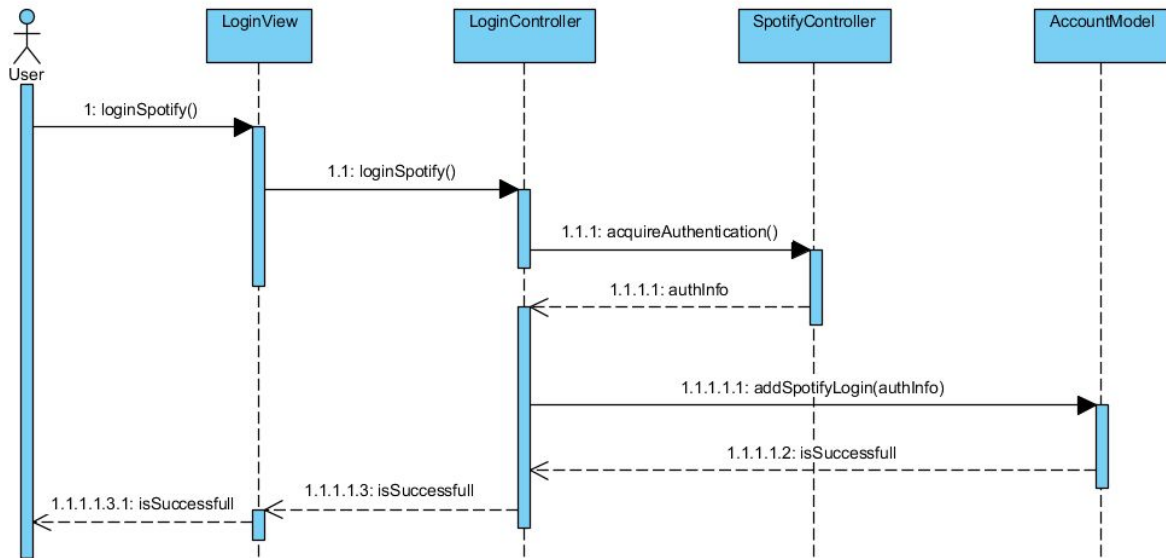 LoginView
LoginController
SpotifyController
AccountModel
User
1: loginSpotify()
1.1: loginSpotify()
1.1.1: acquireAuthentication()
1.1.1.1: authInfo
1.1.1.1.1: addSpotifyLogin(authInfo)
1.1.1.1.2: isSuccessfull
1.1.1.1.3: isSuccessfull
1.1.1.1.3.1: isSuccessfull